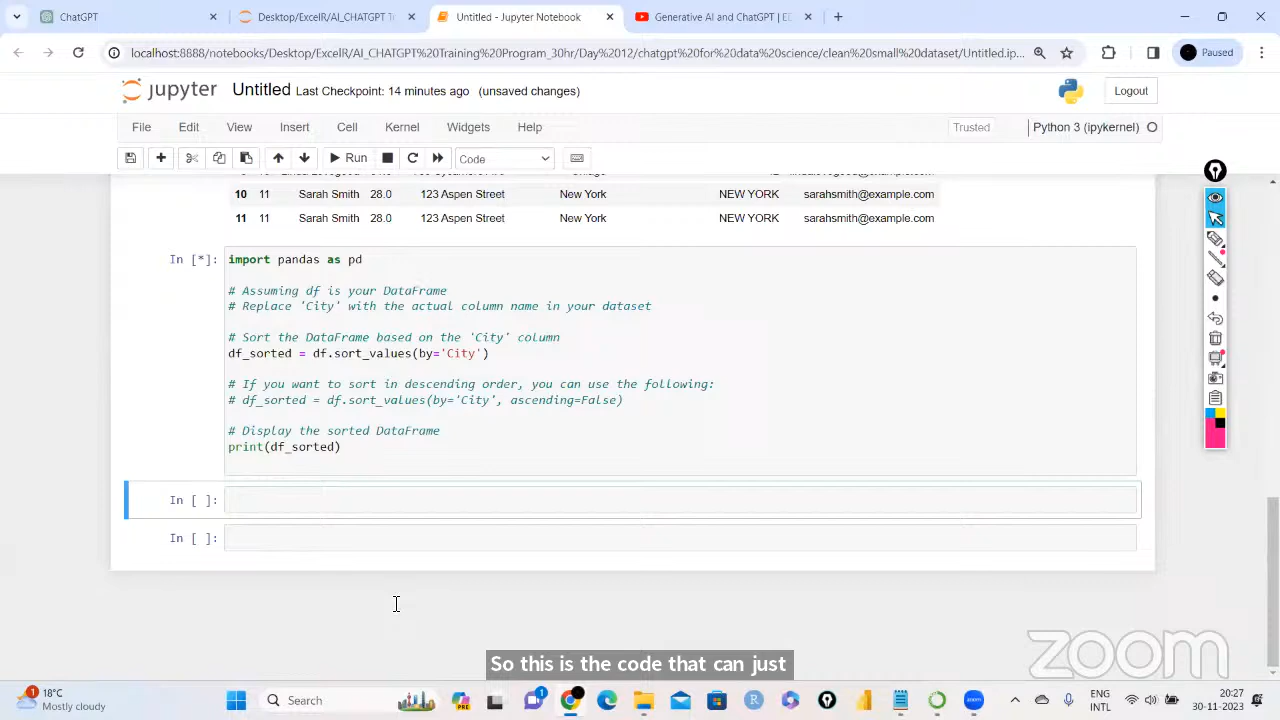 ChatGPT
Desktop/ExcelR/AI_CHATGPT Tr
Untitled - Jupyter Notebook
Generative AI and ChatGPT | ED
localhost:8888/notebooks/Desktop/ExcelR/AI_CHATGPT%20Training%20Program_30hr/Day%2012/chatgpt%20for%20data%20science/clean%20small%20dataset/Untitled.ip...
Paused
jupyter Untitled Last Checkpoint: 14 minutes ago (unsaved changes)
Logout
File Edit View Insert Cell Kernel Widgets Help
Trusted
Python 3 (ipykernel)
Run
Code
10 11 Sarah Smith 28.0 123 Aspen Street New York NEW YORK sarahsmith@example.com
11 11 Sarah Smith 28.0 123 Aspen Street New York NEW YORK sarahsmith@example.com
In [*]: import pandas as pd
# Assuming df is your DataFrame
# Replace 'City' with the actual column name in your dataset
# Sort the DataFrame based on the 'City' column
df_sorted = df.sort_values(by='City')
# If you want to sort in descending order, you can use the following:
# df_sorted = df.sort_values(by='City', ascending=False)
# Display the sorted DataFrame
print(df_sorted)
In [ ]:
In [ ]:
So this is the code that can just
zoom
1
18°C
Mostly cloudy
Search
1
ENG
INTL
20:27
30-11-2023